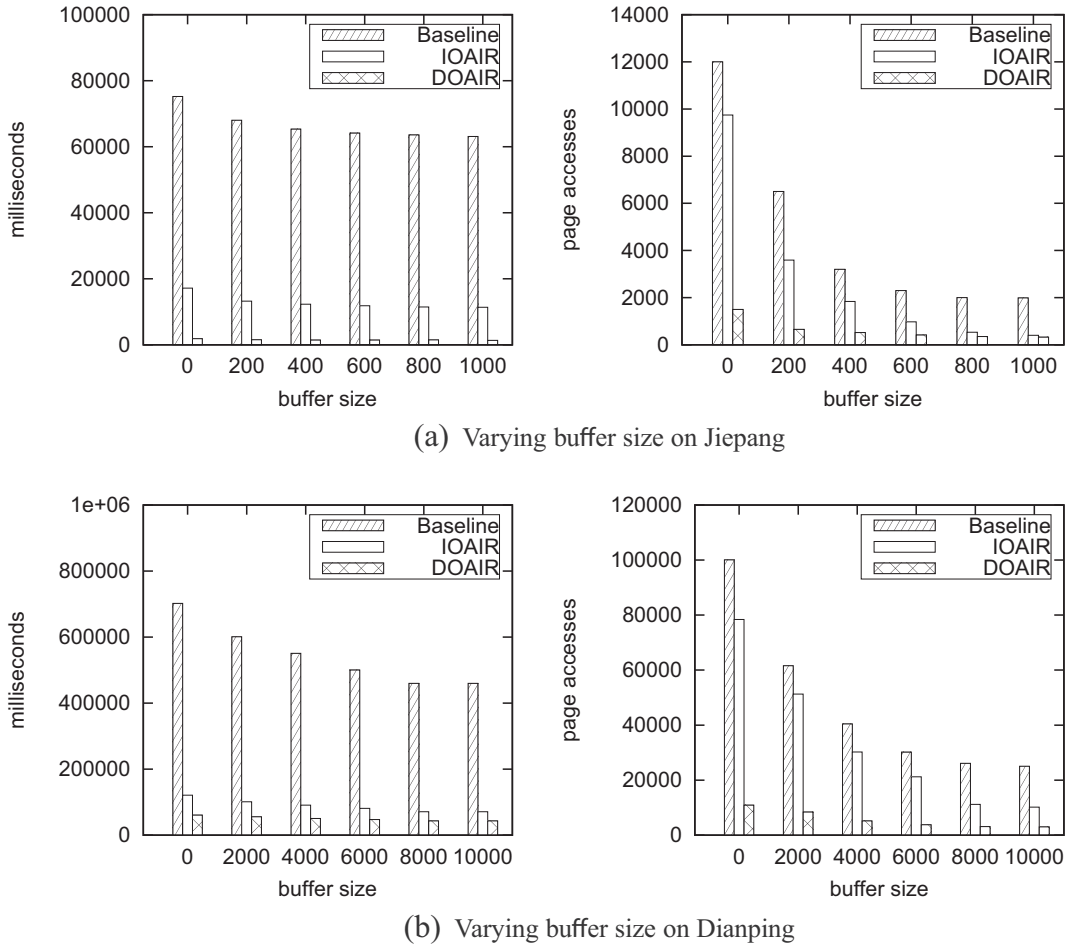 100000
80000
60000
40000
20000
0
milliseconds
Baseline
IOAIR
DOAIR
0 200 400 600 800 1000
buffer size
14000
12000
10000
8000
6000
4000
2000
0
page accesses
Baseline
IOAIR
DOAIR
0 200 400 600 800 1000
buffer size
(a) Varying buffer size on Jiepang
1e+06
800000
600000
400000
200000
0
milliseconds
Baseline
IOAIR
DOAIR
0 2000 4000 6000 8000 10000
buffer size
120000
100000
80000
60000
40000
20000
0
page accesses
Baseline
IOAIR
DOAIR
0 2000 4000 6000 8000 10000
buffer size
(b) Varying buffer size on Dianping